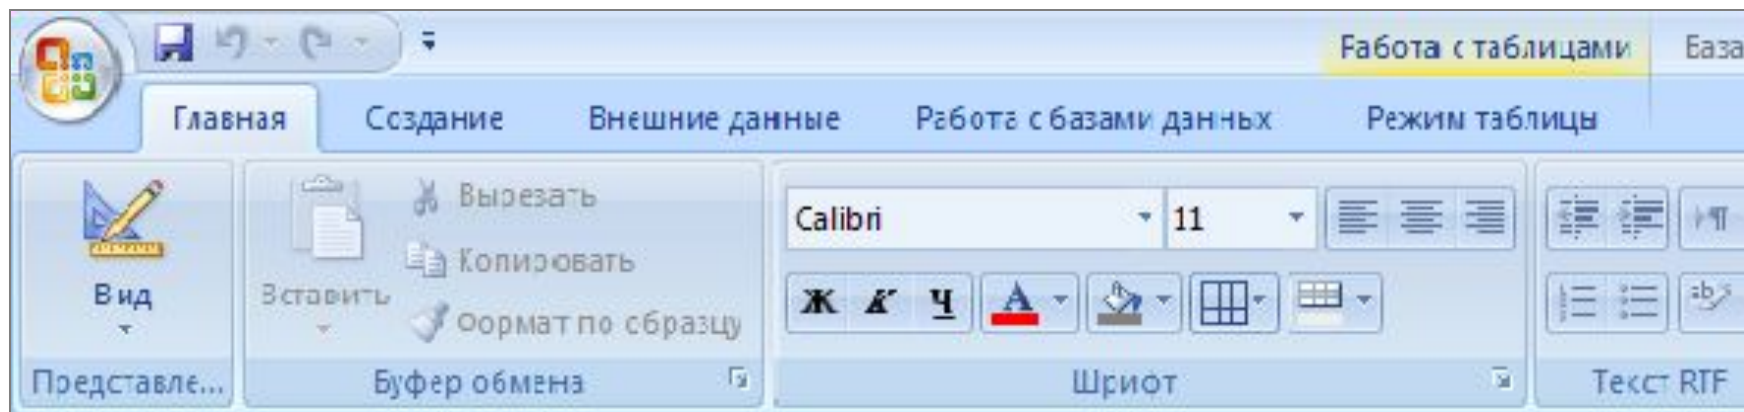 Работа с таблицами База
Главная Создание Внешние данные Работа с базами данных Режим таблицы
Вырезать
Calibri 11
Копировать
Вид Вставить Ж К Ч
Формат по образцу
Представле... Буфер обмена Шрифт Текст RTF